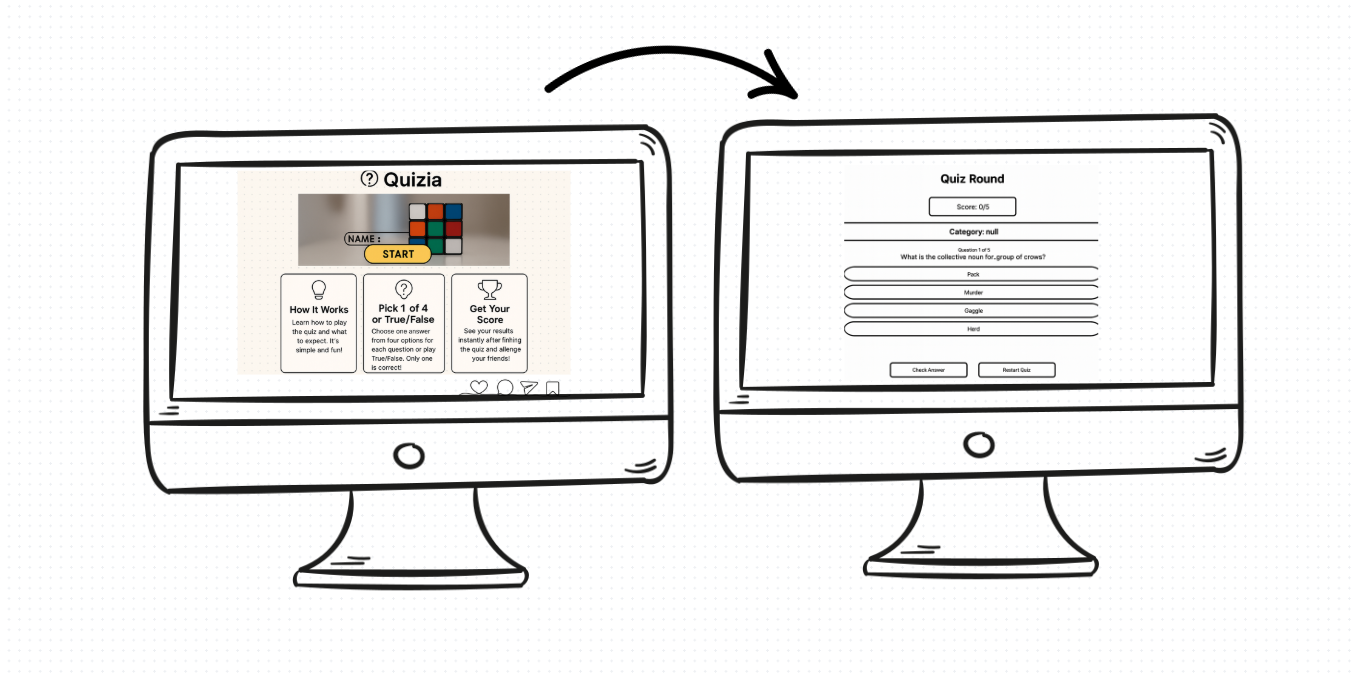 Quizia
NAME :
START
How It Works
Learn how to play
the quiz and what
to expect. It's
simple and fun!
Pick 1 of 4
or True/False
Choose one answer
from four options for
each question or play
True/False. Only one
is correct!
Get Your
Score
See your results
instantly after finhing
the quiz and allenge
your friends!
Quiz Round
Score: 0/5
Category: null
Question 1 of 5
What is the collective noun for.group of crows?
Pack
Murder
Gaggle
Herd
Check Answer
Restart Quiz